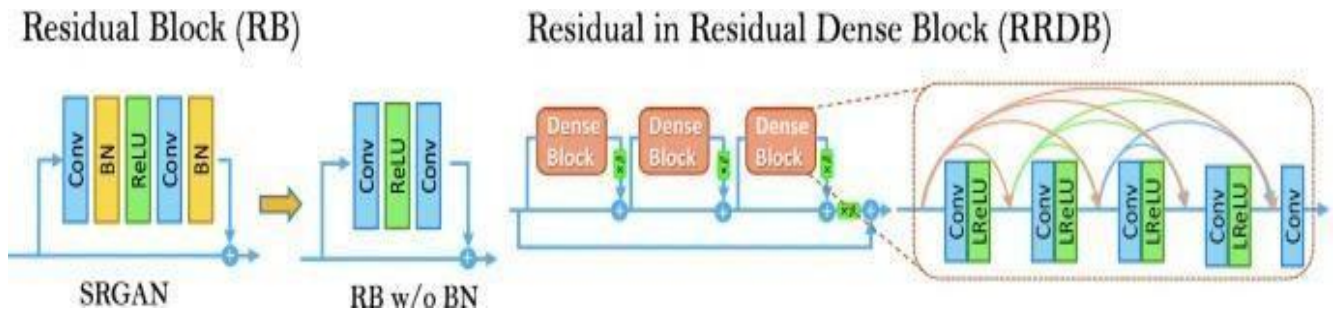 Residual Block (RB)
Residual in Residual Dense Block (RRDB)
Conv
BN
ReLU
Conv
BN
SRGAN
Conv
ReLU
Conv
RB w/o BN
Dense
Block
Dense
Block
Dense
Block
Conv
LReLU
Conv
LReLU
Conv
LReLU
Conv
LReLU
Conv